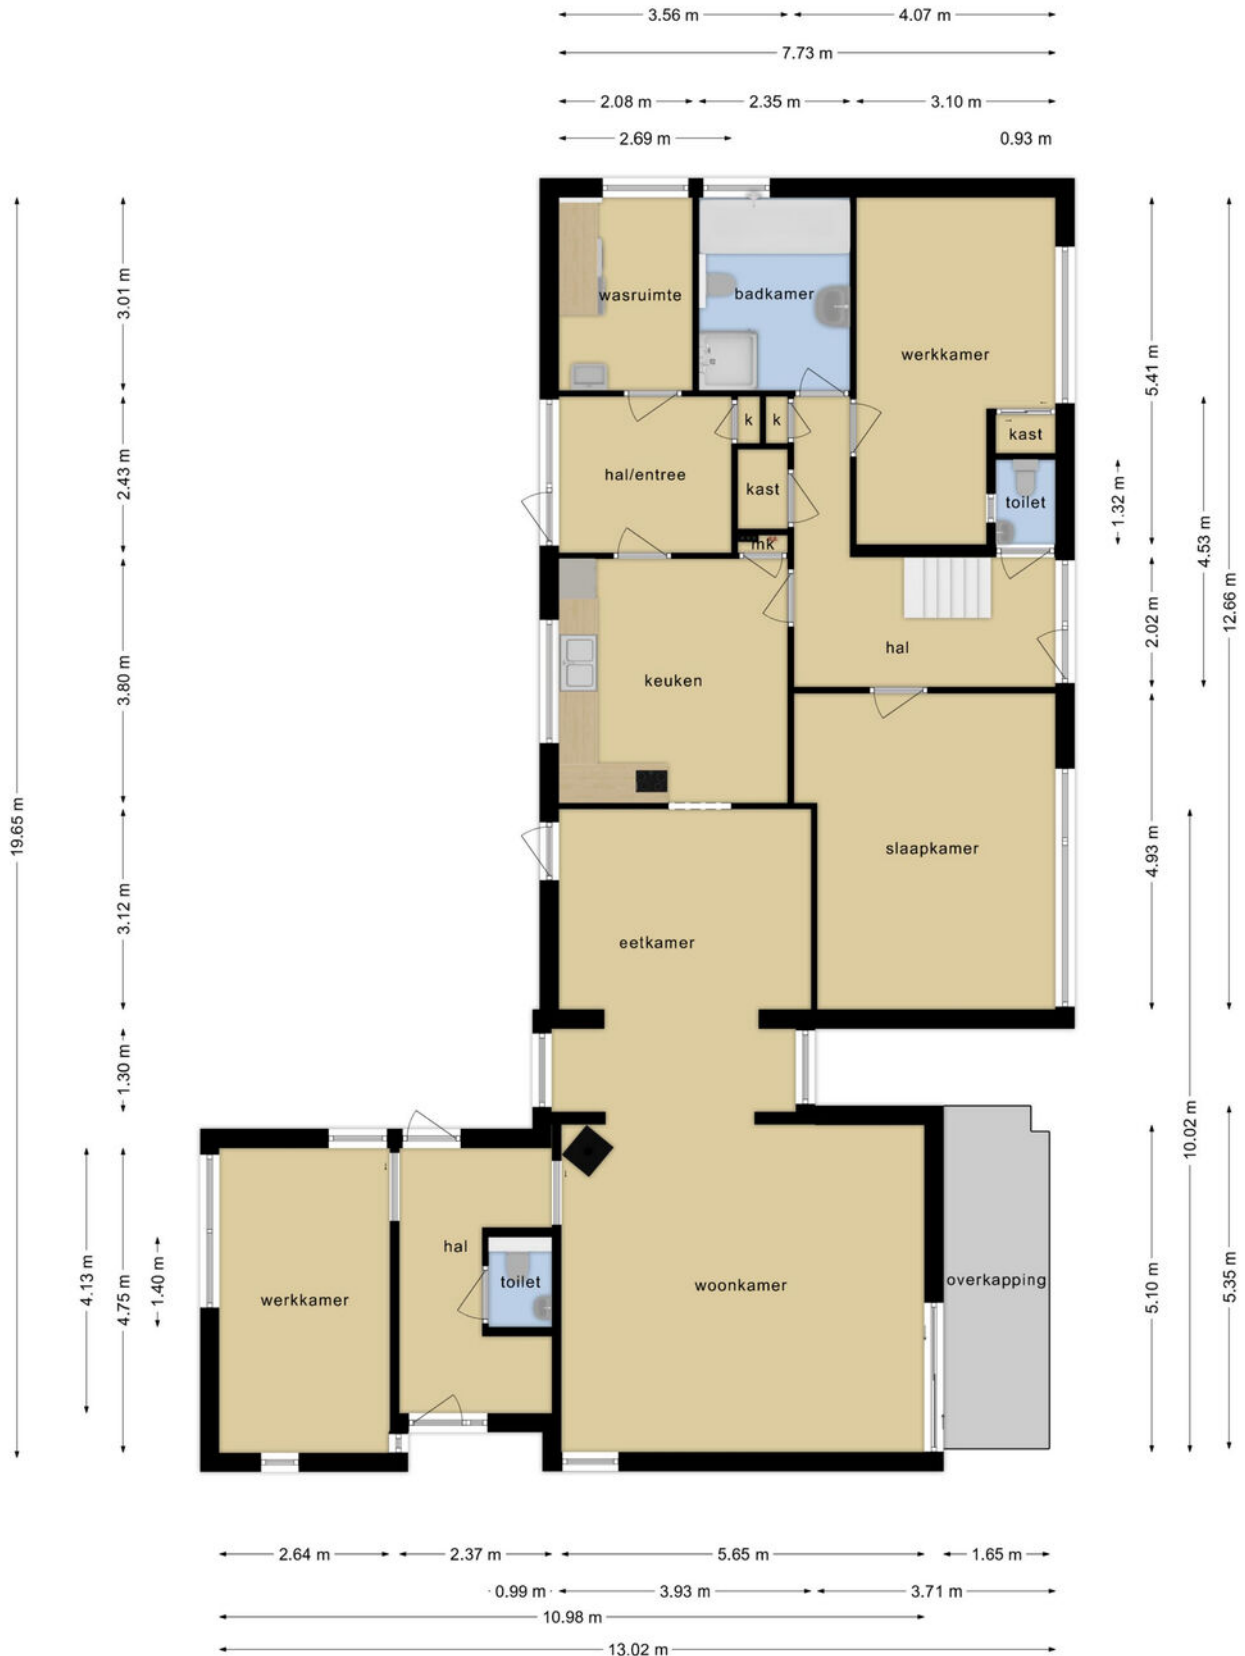 3.56 m 4.07 m
7.73 m
2.08 m 2.35 m 3.10 m
2.69 m 0.93 m
wasruimte
badkamer
werkkamer
kast
toilet
k
k
kast
mk
hal/entree
keuken
hal
slaapkamer
eetkamer
woonkamer
overkapping
hal
toilet
werkkamer
19.65 m
3.01 m
2.43 m
3.80 m
3.12 m
1.30 m
4.13 m
4.75 m
1.40 m
5.41 m
1.32 m
4.53 m
12.66 m
2.02 m
4.93 m
10.02 m
5.10 m
5.35 m
2.64 m 2.37 m 5.65 m 1.65 m
0.99 m 3.93 m 3.71 m
10.98 m
13.02 m